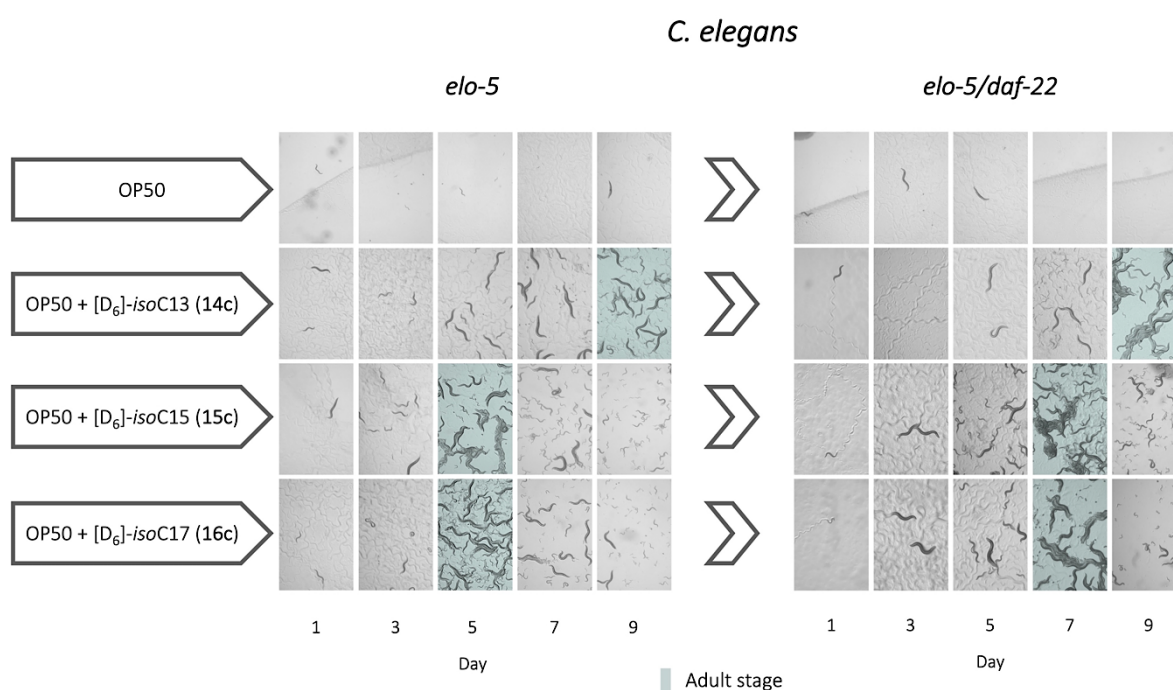 C. elegans
elo-5
elo-5/daf-22
OP50
OP50 + [D₆]-isoC13 (14c)
OP50 + [D₆]-isoC15 (15c)
OP50 + [D₆]-isoC17 (16c)
1 3 5 7 9
1 3 5 7 9
Day
Day
Adult stage